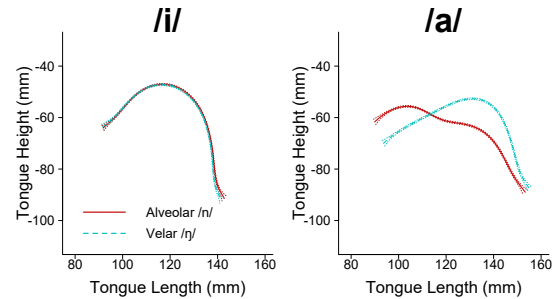 /i/
/a/
Tongue Height (mm)
-40
-60
-80
-100
Alveolar /n/
Velar /ŋ/
80 100 120 140 160
Tongue Length (mm)
Tongue Height (mm)
-40
-60
-80
-100
80 100 120 140 160
Tongue Length (mm)